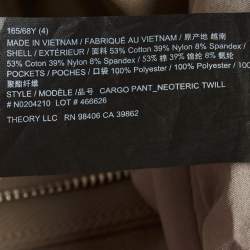 165/68Y (4)
MADE IN VIETNAM / FABRIQUÉ AU VIETNAM / 原产地 越南
SHELL / EXTÉRIEUR / 面料 53% Cotton 39% Nylon 8% Spandex /
53% Coton 39% Nylon 8% Spandex / 53% 棉 39% 锦纶 8% 氨纶
POCKETS / POCHES / 口袋布 100% Polyester / 100% Polyester / 100%
聚酯纤维
STYLE / MODÈLE / 型号 CARGO PANT_NEOTERIC TWILL
# N0204210 LOT # 466626
THEORY LLC RN 98406 CA 39862